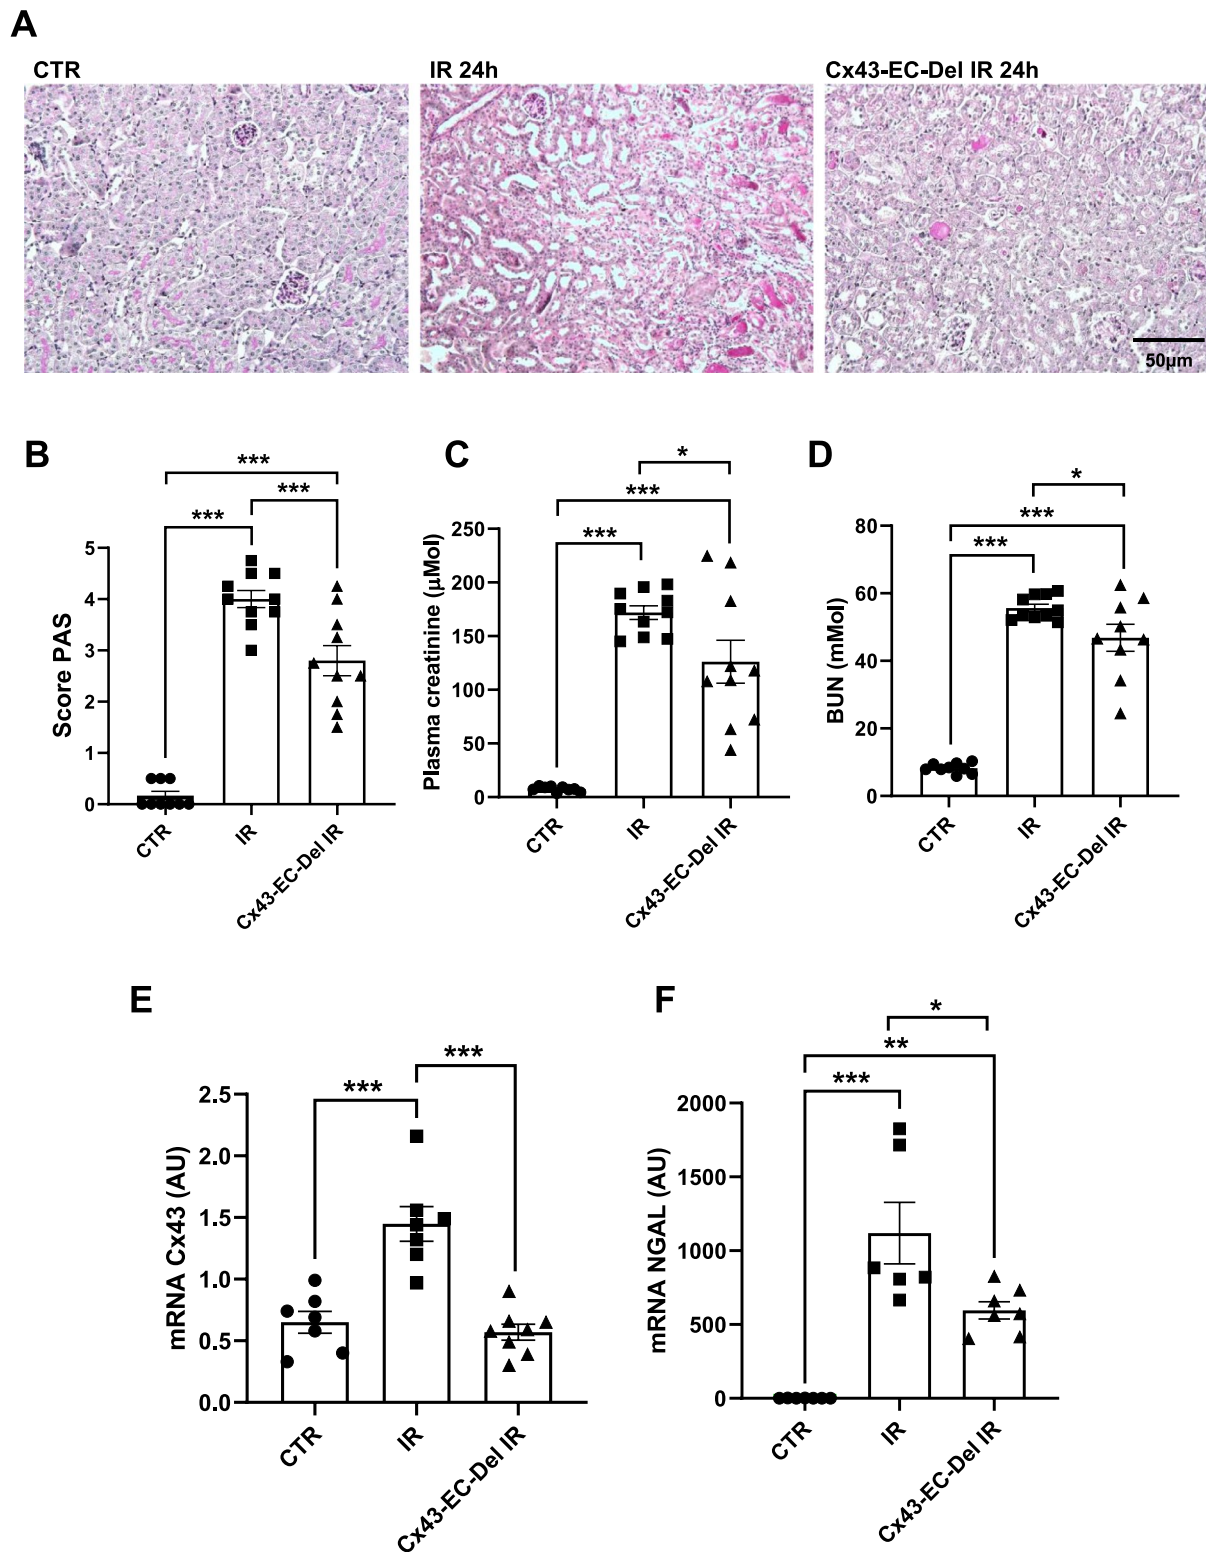 A
CTR
IR 24h
Cx43-EC-Del IR 24h
50µm
B
***
***
***
Score PAS
5
4
3
2
1
0
CTR
IR
Cx43-EC-Del IR
C
*
***
***
Plasma creatinine (µMol)
250
200
150
100
50
0
CTR
IR
Cx43-EC-Del IR
D
*
***
***
BUN (mMol)
80
60
40
20
0
CTR
IR
Cx43-EC-Del IR
E
***
***
mRNA Cx43 (AU)
2.5
2.0
1.5
1.0
0.5
0.0
CTR
IR
Cx43-EC-Del IR
F
*
**
***
mRNA NGAL (AU)
2000
1500
1000
500
0
CTR
IR
Cx43-EC-Del IR